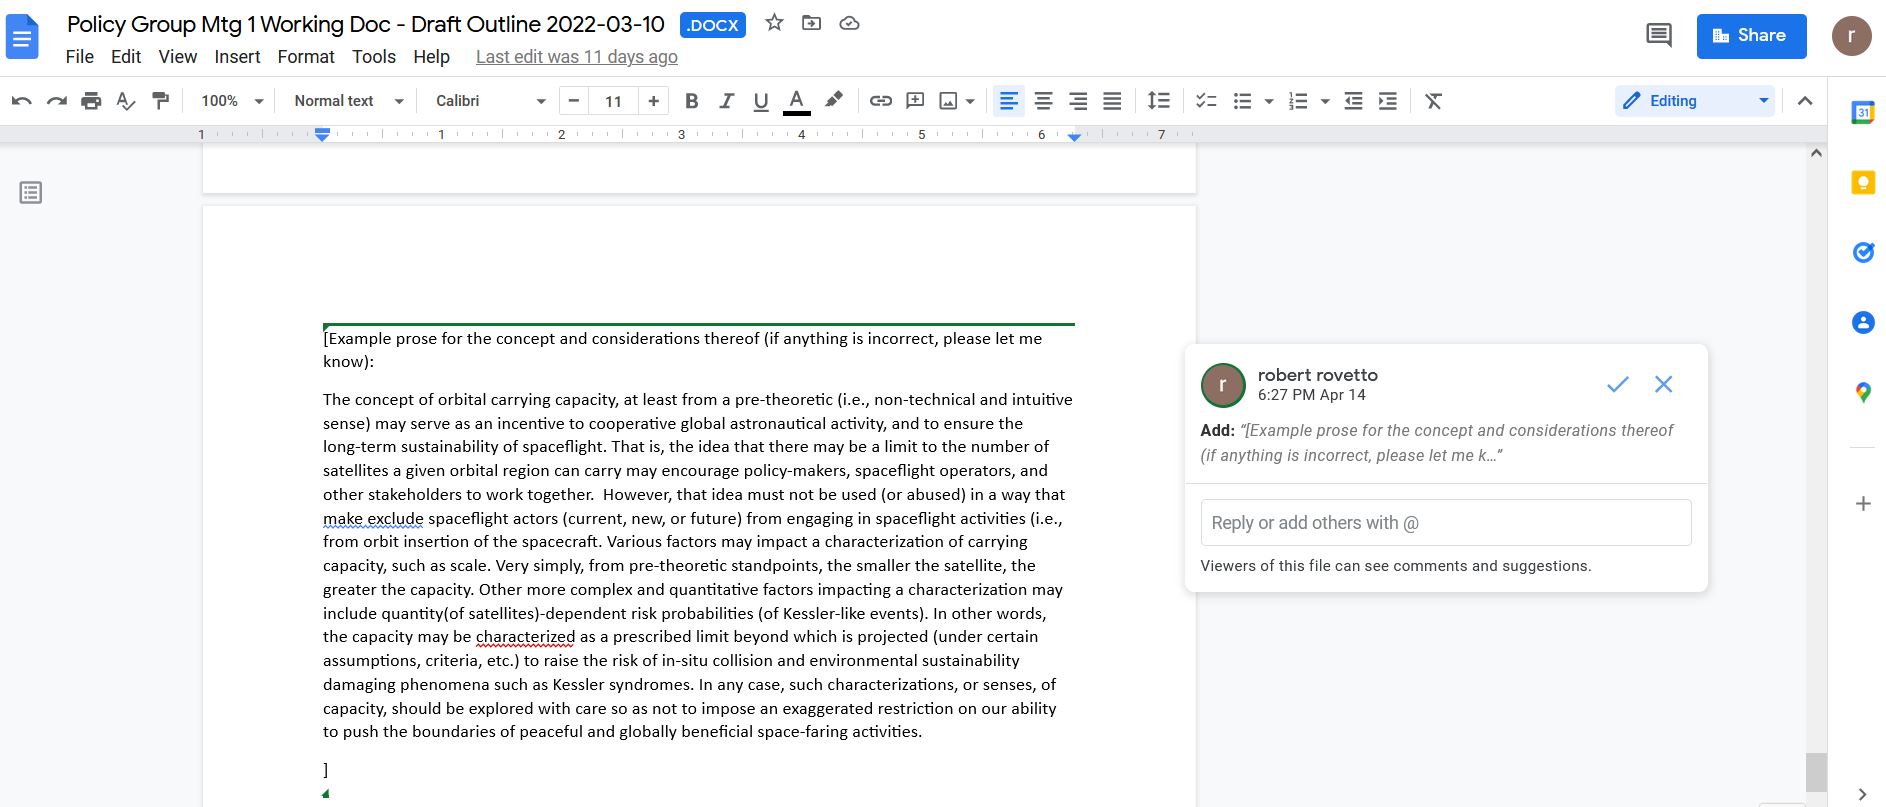 Policy Group Mtg 1 Working Doc - Draft Outline 2022-03-10 .DOCX
File Edit View Insert Format Tools Help Last edit was 11 days ago
Share
r
100% Normal text Calibri 11 Editing
1 1 2 3 4 5 6 7
31
[Example prose for the concept and considerations thereof (if anything is incorrect, please let me
know):
The concept of orbital carrying capacity, at least from a pre-theoretic (i.e., non-technical and intuitive
sense) may serve as an incentive to cooperative global astronautical activity, and to ensure the
long-term sustainability of spaceflight. That is, the idea that there may be a limit to the number of
satellites a given orbital region can carry may encourage policy-makers, spaceflight operators, and
other stakeholders to work together.  However, that idea must not be used (or abused) in a way that
make exclude spaceflight actors (current, new, or future) from engaging in spaceflight activities (i.e.,
from orbit insertion of the spacecraft. Various factors may impact a characterization of carrying
capacity, such as scale. Very simply, from pre-theoretic standpoints, the smaller the satellite, the
greater the capacity. Other more complex and quantitative factors impacting a characterization may
include quantity(of satellites)-dependent risk probabilities (of Kessler-like events). In other words,
the capacity may be characterized as a prescribed limit beyond which is projected (under certain
assumptions, criteria, etc.) to raise the risk of in-situ collision and environmental sustainability
damaging phenomena such as Kessler syndromes. In any case, such characterizations, or senses, of
capacity, should be explored with care so as not to impose an exaggerated restriction on our ability
to push the boundaries of peaceful and globally beneficial space-faring activities.
]
r
robert rovetto
6:27 PM Apr 14
Add: “[Example prose for the concept and considerations thereof
(if anything is incorrect, please let me k...”
Reply or add others with @
Viewers of this file can see comments and suggestions.